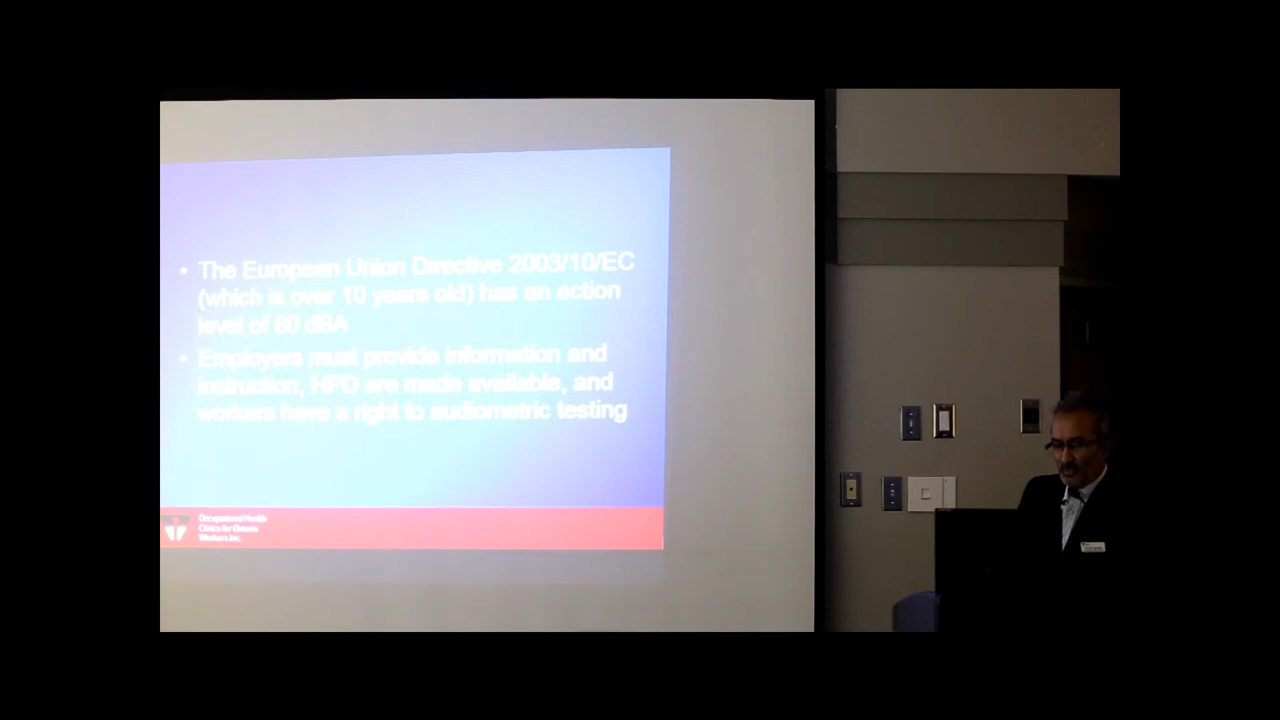 • The European Union Directive 2003/10/EC
(which is over 10 years old) has an action
level of 80 dBA
• Employers must provide information and
instruction, HPD are made available, and
workers have a right to audiometric testing
Occupational Health
Clinics for Ontario
Workers Inc.